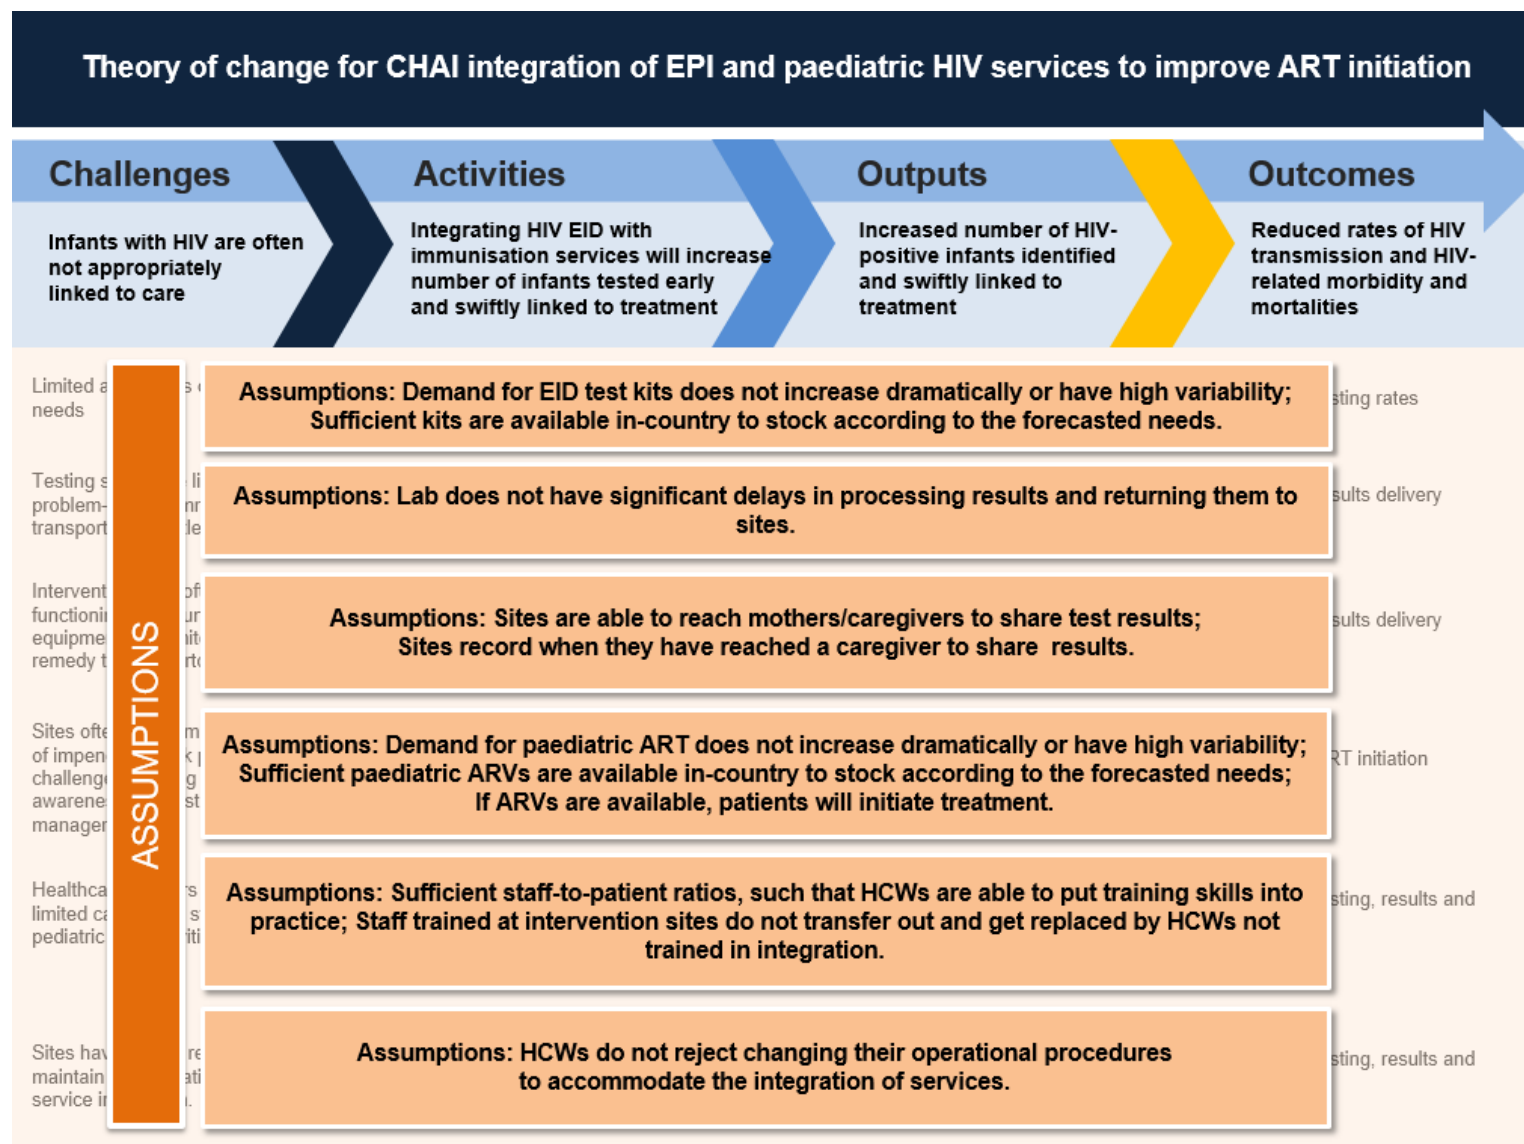 Theory of change for CHAI integration of EPI and paediatric HIV services to improve ART initiation
Challenges
Activities
Outputs
Outcomes
Infants with HIV are often
not appropriately
linked to care
Integrating HIV EID with
immunisation services will increase
number of infants tested early
and swiftly linked to treatment
Increased number of HIV-
positive infants identified
and swiftly linked to
treatment
Reduced rates of HIV
transmission and HIV-
related morbidity and
mortalities
ASSUMPTIONS
Limited
needs
Assumptions: Demand for EID test kits does not increase dramatically or have high variability;
Sufficient kits are available in-country to stock according to the forecasted needs.
rates
Testing
problem-
transport
Assumptions: Lab does not have significant delays in processing results and returning them to
sites.
delivery
remedy
Assumptions: Sites are able to reach mothers/caregivers to share test results;
Sites record when they have reached a caregiver to share results.
delivery
Sites
of
Assumptions: Demand for paediatric ART does not increase dramatically or have high variability;
Sufficient paediatric ARVs are available in-country to stock according to the forecasted needs;
If ARVs are available, patients will initiate treatment.
initiation
limited
pediatric
Assumptions: Sufficient staff-to-patient ratios, such that HCWs are able to put training skills into
practice; Staff trained at intervention sites do not transfer out and get replaced by HCWs not
trained in integration.
results and
Sites
maintain
service
Assumptions: HCWs do not reject changing their operational procedures
to accommodate the integration of services.
results and